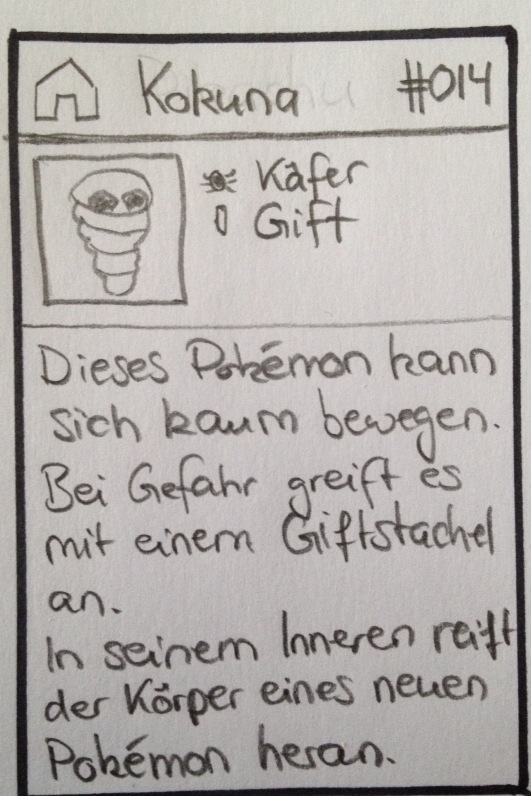 Kokuna #014
Käfer
Gift
Dieses Pokémon kann
sich kaum bewegen.
Bei Gefahr greift es
mit einem Giftstachel
an.
In seinem Inneren reift
der Körper eines neuen
Pokémon heran.